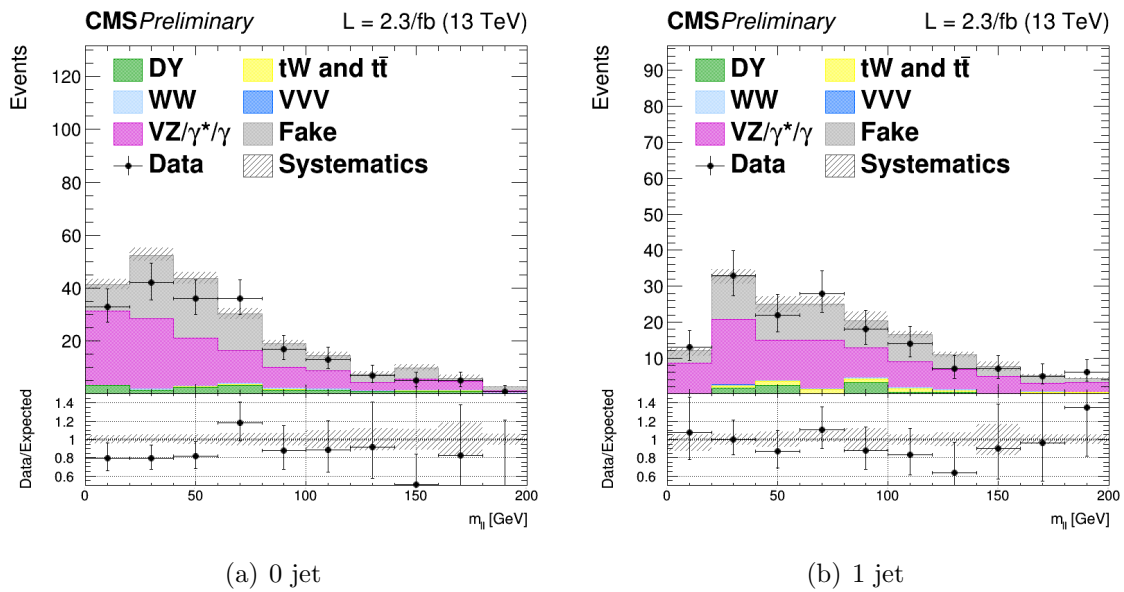 CMS Preliminary L = 2.3/fb (13 TeV)
Events
120
100
80
60
40
20
DY tW and tt̄
WW VVV
VZ/γ*/γ Fake
Data Systematics
Data/Expected
1.4
1.2
1
0.8
0.6
0 50 100 150 200
m_ll [GeV]
(a) 0 jet
CMS Preliminary L = 2.3/fb (13 TeV)
Events
90
80
70
60
50
40
30
20
10
DY tW and tt̄
WW VVV
VZ/γ*/γ Fake
Data Systematics
Data/Expected
1.4
1.2
1
0.8
0.6
0 50 100 150 200
m_ll [GeV]
(b) 1 jet